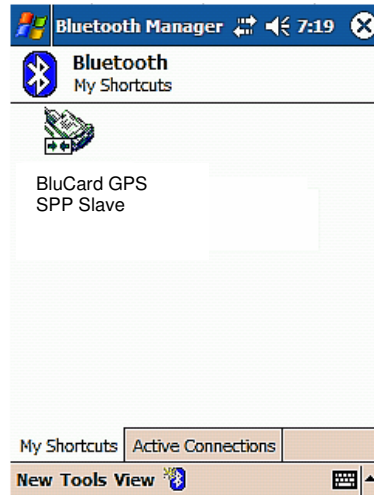 Bluetooth Manager 7:19
Bluetooth
My Shortcuts
BluCard GPS
SPP Slave
My Shortcuts Active Connections
New Tools View